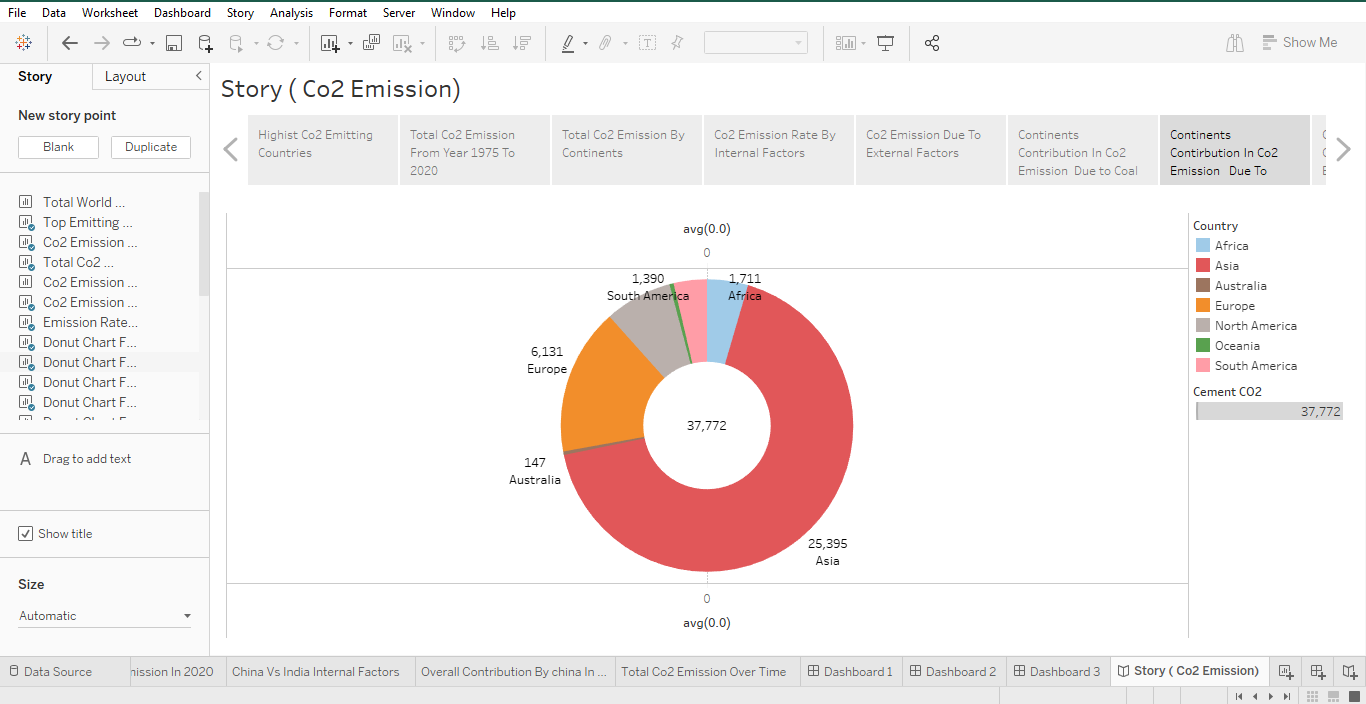 File Data Worksheet Dashboard Story Analysis Format Server Window Help
Show Me
Story Layout
New story point
Blank Duplicate
Total World ...
Top Emitting ...
Co2 Emission ...
Total Co2 ...
Co2 Emission ...
Co2 Emission ...
Emission Rate...
Donut Chart F...
Donut Chart F...
Donut Chart F...
Donut Chart F...
A Drag to add text
Show title
Size
Automatic
Story ( Co2 Emission)
Highist Co2 Emitting
Countries
Total Co2 Emission
From Year 1975 To
2020
Total Co2 Emission By
Continents
Co2 Emission Rate By
Internal Factors
Co2 Emission Due To
External Factors
Continents
Contribution In Co2
Emission Due to Coal
Continents
Contirbution In Co2
Emission Due To
avg(0.0)
0
1,390
South America
1,711
Africa
6,131
Europe
37,772
147
Australia
25,395
Asia
0
avg(0.0)
Country
Africa
Asia
Australia
Europe
North America
Oceania
South America
Cement CO2
37,772
Data Source nission In 2020 China Vs India Internal Factors Overall Contribution By china In ... Total Co2 Emission Over Time Dashboard 1 Dashboard 2 Dashboard 3 Story ( Co2 Emission)